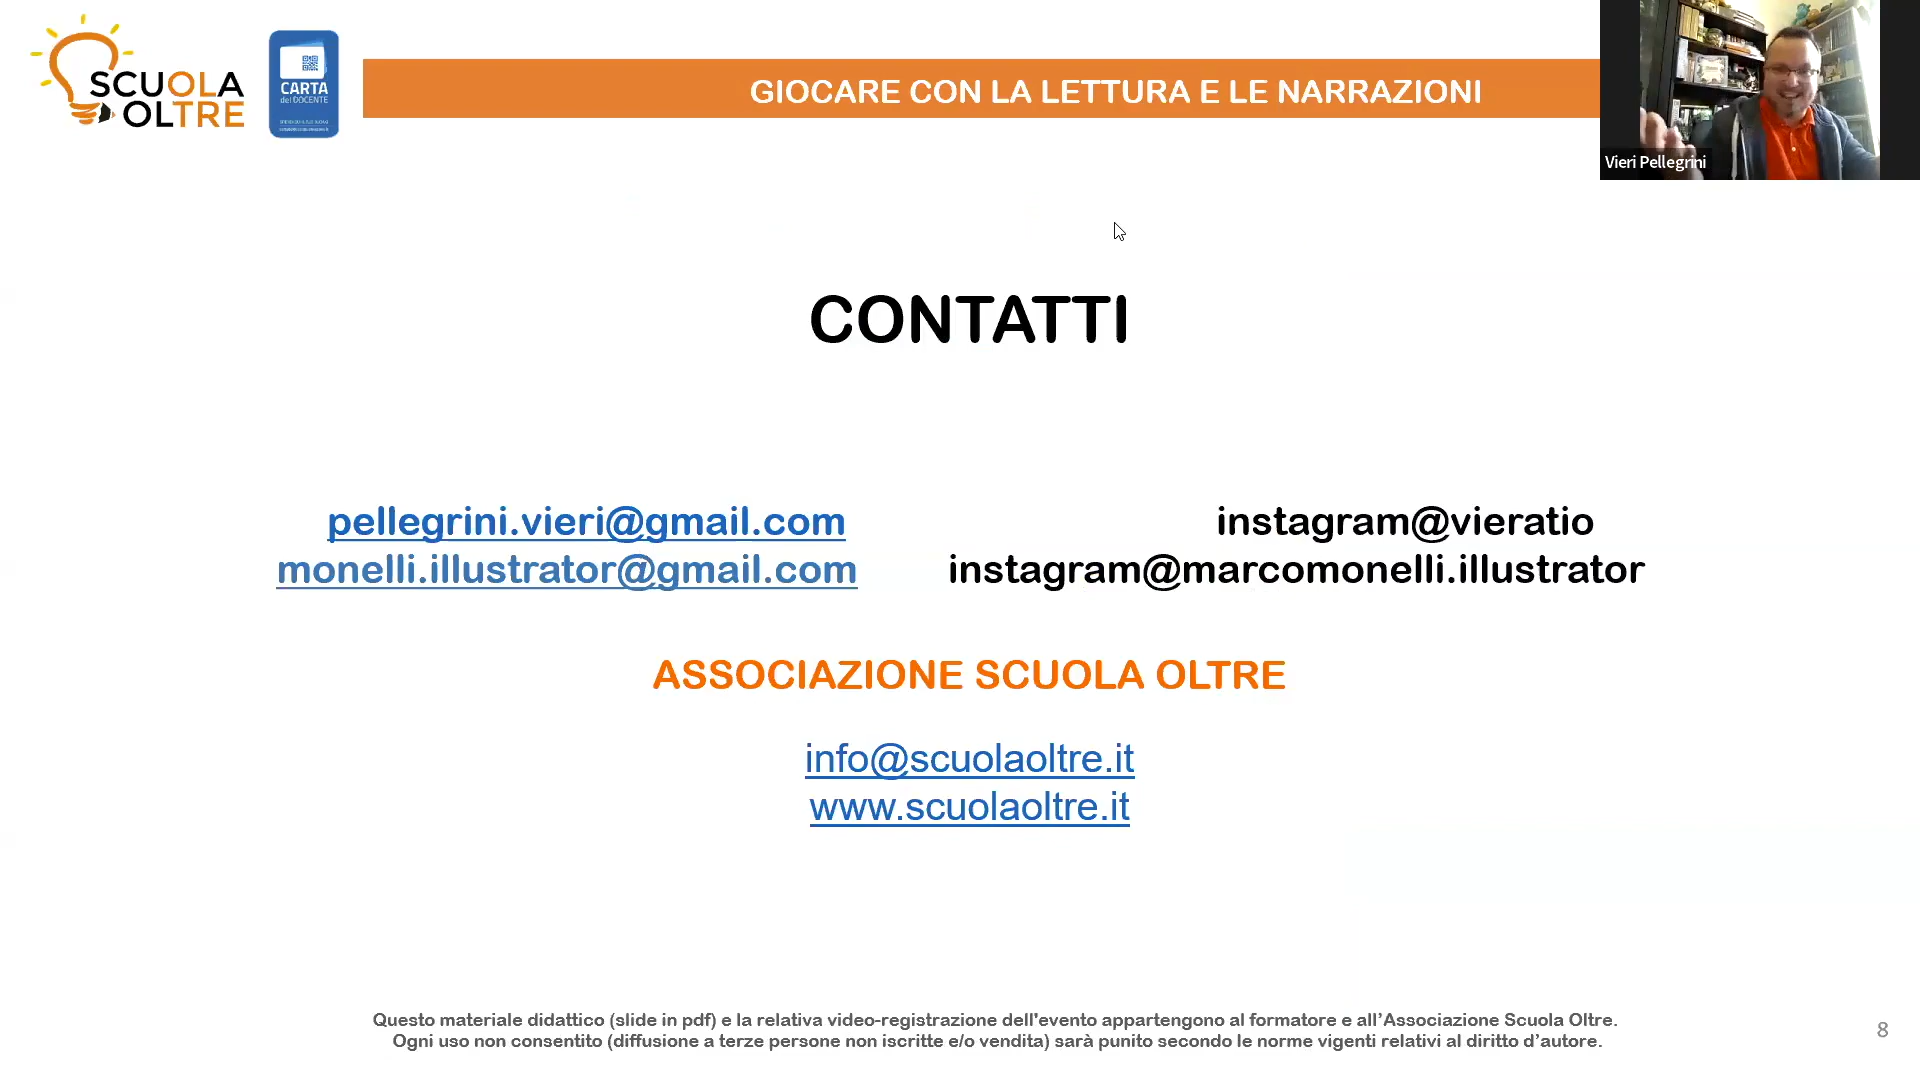 SCUOLA
OLTRE
CARTA
del DOCENTE
GIOCARE CON LA LETTURA E LE NARRAZIONI
Vieri Pellegrini
CONTATTI
pellegrini.vieri@gmail.com instagram@vieratio
monelli.illustrator@gmail.com instagram@marcomonelli.illustrator
ASSOCIAZIONE SCUOLA OLTRE
info@scuolaoltre.it
www.scuolaoltre.it
Questo materiale didattico (slide in pdf) e la relativa video-registrazione dell'evento appartengono al formatore e all’Associazione Scuola Oltre.
Ogni uso non consentito (diffusione a terze persone non iscritte e/o vendita) sarà punito secondo le norme vigenti relativi al diritto d’autore.
8